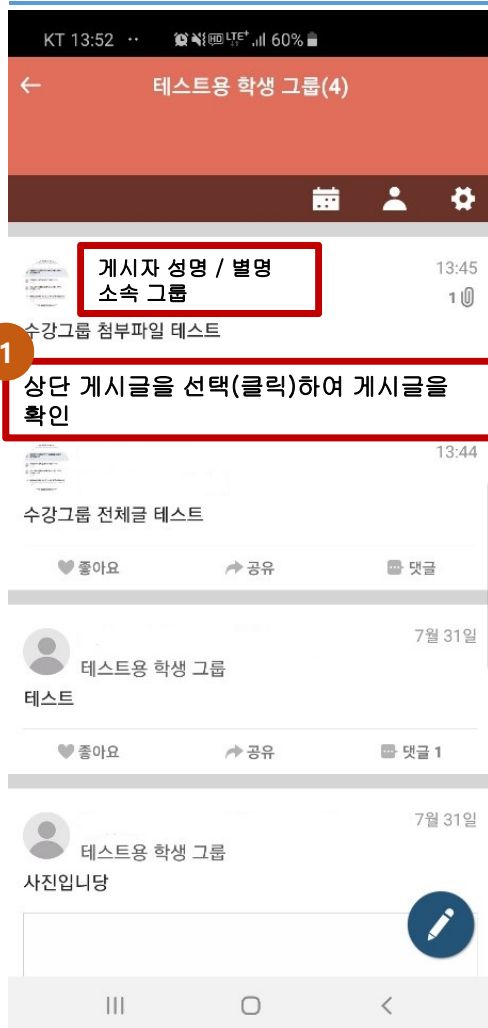 KT 13:52 ·· LTE+ 60%
테스트용 학생 그룹(4)
게시자 성명 / 별명
소속 그룹
13:45
1
수강그룹 첨부파일 테스트
1
상단 게시글을 선택(클릭)하여 게시글을
확인
13:44
수강그룹 전체글 테스트
좋아요 공유 댓글
7월 31일
테스트용 학생 그룹
테스트
좋아요 공유 댓글 1
7월 31일
테스트용 학생 그룹
사진입니당